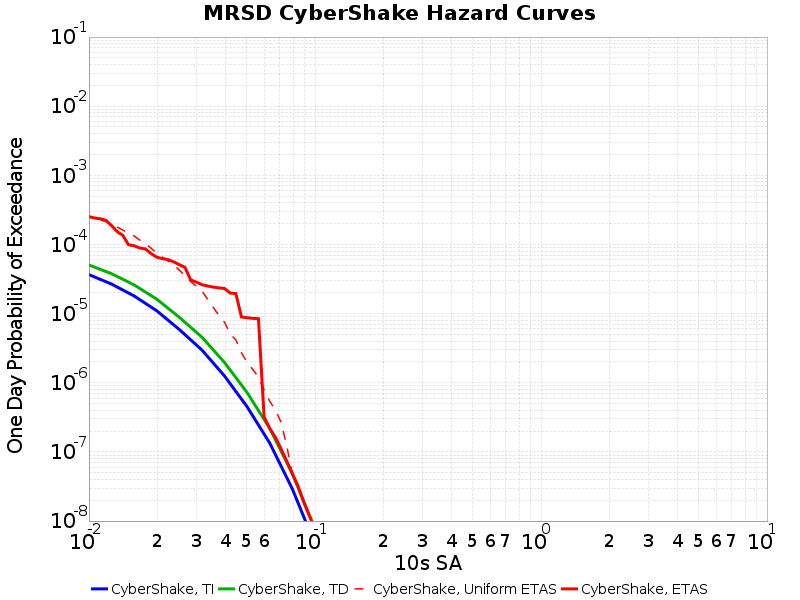 MRSD CyberShake Hazard Curves
One Day Probability of Exceedance
10-1
10-2
10-3
10-4
10-5
10-6
10-7
10-8
10-2 2 3 4 5 6 10-1 2 3 4 5 6 7 100 2 3 4 5 6 7 101
10s SA
CyberShake, TI CyberShake, TD CyberShake, Uniform ETAS CyberShake, ETAS